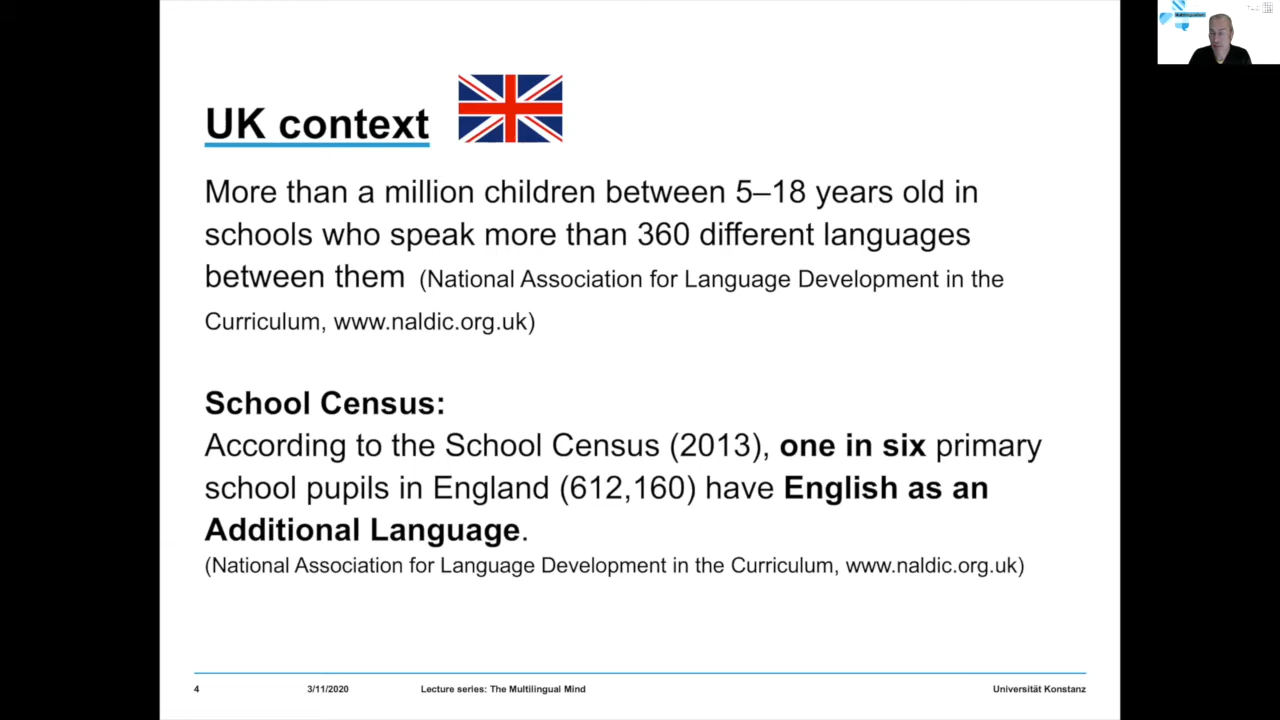 UK context
More than a million children between 5–18 years old in
schools who speak more than 360 different languages
between them (National Association for Language Development in the
Curriculum, www.naldic.org.uk)
School Census:
According to the School Census (2013), one in six primary
school pupils in England (612,160) have English as an
Additional Language.
(National Association for Language Development in the Curriculum, www.naldic.org.uk)
4 3/11/2020 Lecture series: The Multilingual Mind Universität Konstanz